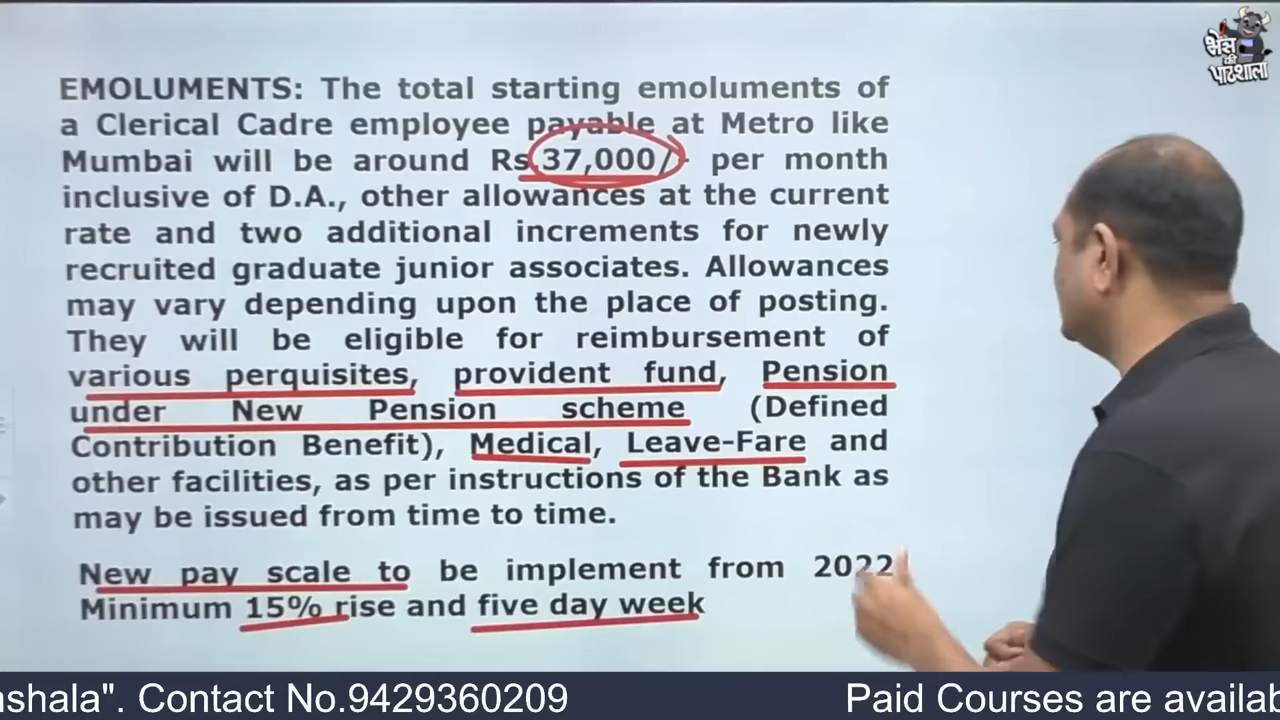 भैंस
की
पाठशाला
EMOLUMENTS: The total starting emoluments of
a Clerical Cadre employee payable at Metro like
Mumbai will be around Rs.37,000/- per month
inclusive of D.A., other allowances at the current
rate and two additional increments for newly
recruited graduate junior associates. Allowances
may vary depending upon the place of posting.
They will be eligible for reimbursement of
various perquisites, provident fund, Pension
under New Pension scheme (Defined
Contribution Benefit), Medical, Leave-Fare and
other facilities, as per instructions of the Bank as
may be issued from time to time.
New pay scale to be implement from 2022
Minimum 15% rise and five day week
ashala". Contact No.9429360209 Paid Courses are availab